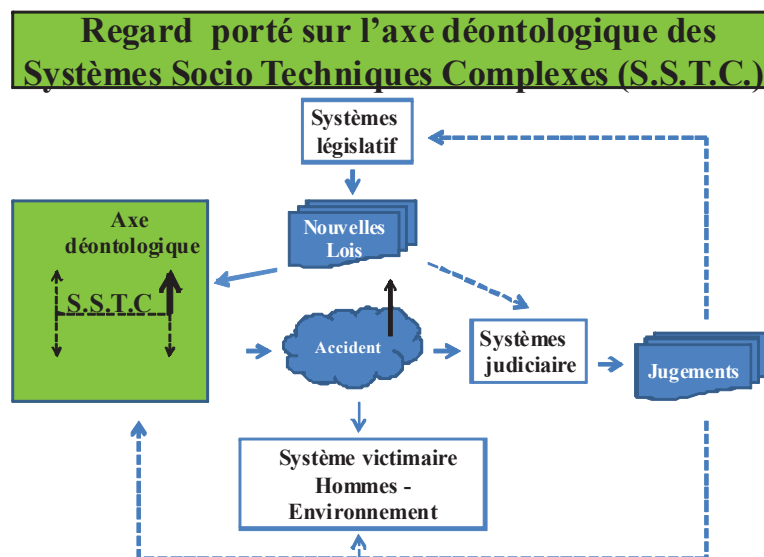 Regard porté sur l'axe déontologique des
Systèmes Socio Techniques Complexes (S.S.T.C.)
Systèmes
législatif
Axe
déontologique
S.S.T.C
Nouvelles
Lois
Accident
Systèmes
judiciaire
Jugements
Système victimaire
Hommes -
Environnement